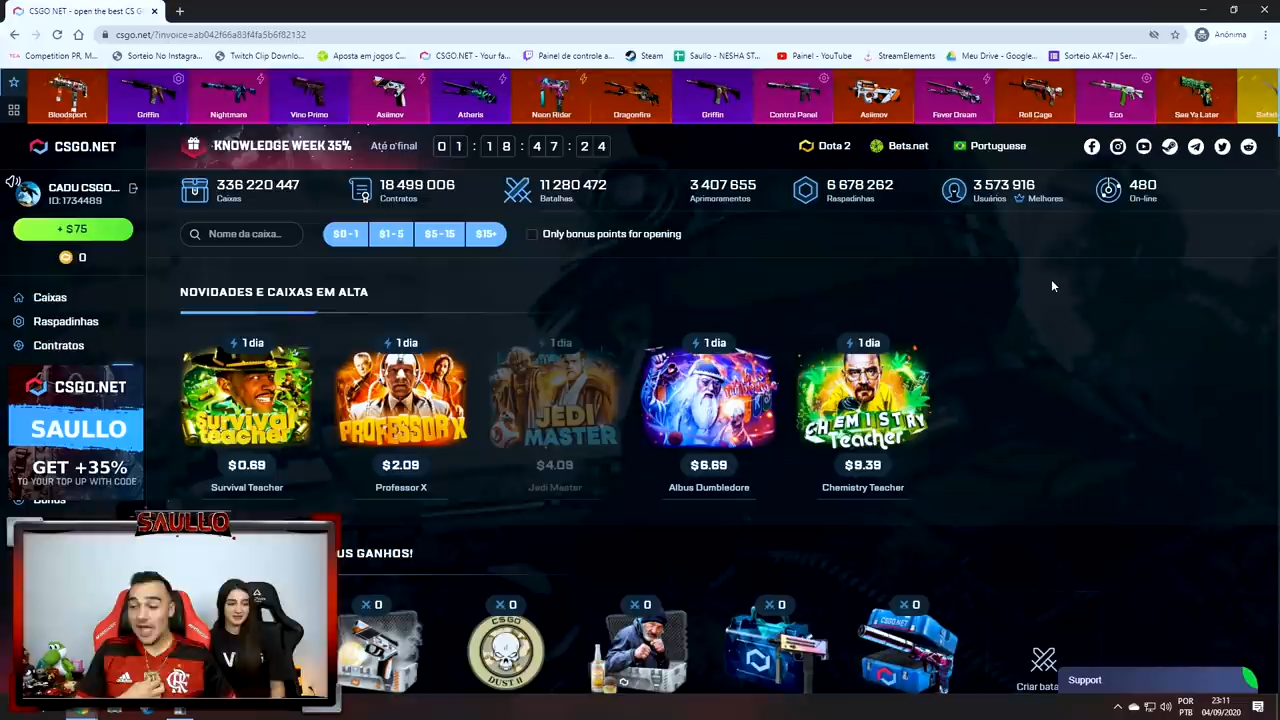 CSGO.NET - open the best CS G
csgo.net/?invoice=ab042f66a83f4fa5b6f82132
Anônima
Competition PR, M...
Sorteio No Instagra...
Twitch Clip Downlo...
Aposta em jogos C...
CSGO.NET - Your fa...
Painel de controle a...
Steam
Saullo - NESHA ST...
Painel - YouTube
StreamElements
Meu Drive - Google...
Sorteio AK-47 | Ser...
Bloodsport
Griffin
Nightmare
Vino Primo
Asiimov
Atheris
Neon Rider
Dragonfire
Griffin
Control Panel
Asiimov
Fever Dream
Roll Cage
Eco
See Ya Later
CSGO.NET
KNOWLEDGE WEEK 35%
Até o'final
01:18:47:24
Dota 2
Bets.net
Portuguese
CADU CSGO....
ID: 1734489
336 220 447
Caixas
18 499 006
Contratos
11 280 472
Batalhas
3 407 655
Aprimoramentos
6 678 262
Raspadinhas
3 573 916
Usuários
Melhores
480
On-line
+ $75
0
Nome da caixa...
$0 - 1
$1 - 5
$5 - 15
$15+
Only bonus points for opening
Caixas
Raspadinhas
Contratos
NOVIDADES E CAIXAS EM ALTA
1 dia
1 dia
1 dia
1 dia
1 dia
Survival teacher
PROFESSOR X
JEDI MASTER
CHEMISTRY Teacher
$0.69
$2.09
$4.09
$6.69
$9.39
Survival Teacher
Professor X
Jedi Master
Albus Dumbledore
Chemistry Teacher
CSGO.NET
SAULLO
GET +35%
TO YOUR TOP UP WITH CODE
SAULLO
US GANHOS!
0
0
0
0
0
CSGO
DUST II
CSGO.NET
Criar bata
Support
POR
PTB
23:11
04/09/2020